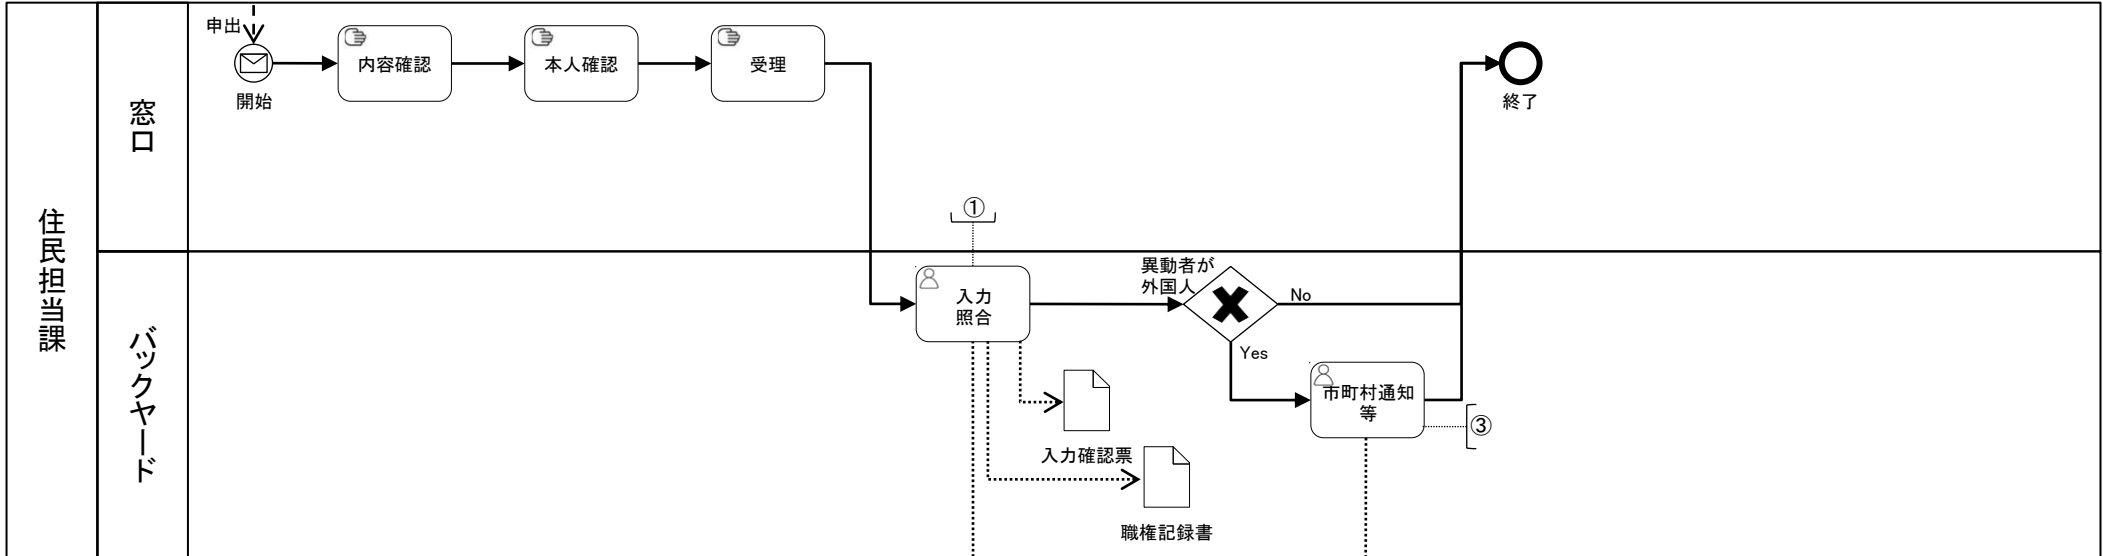 住民担当課
窓口
申出
開始
内容確認
本人確認
受理
終了
①
バックヤード
入力
照合
異動者が
外国人
No
Yes
市町村通知
等
③
入力確認票
職権記録書